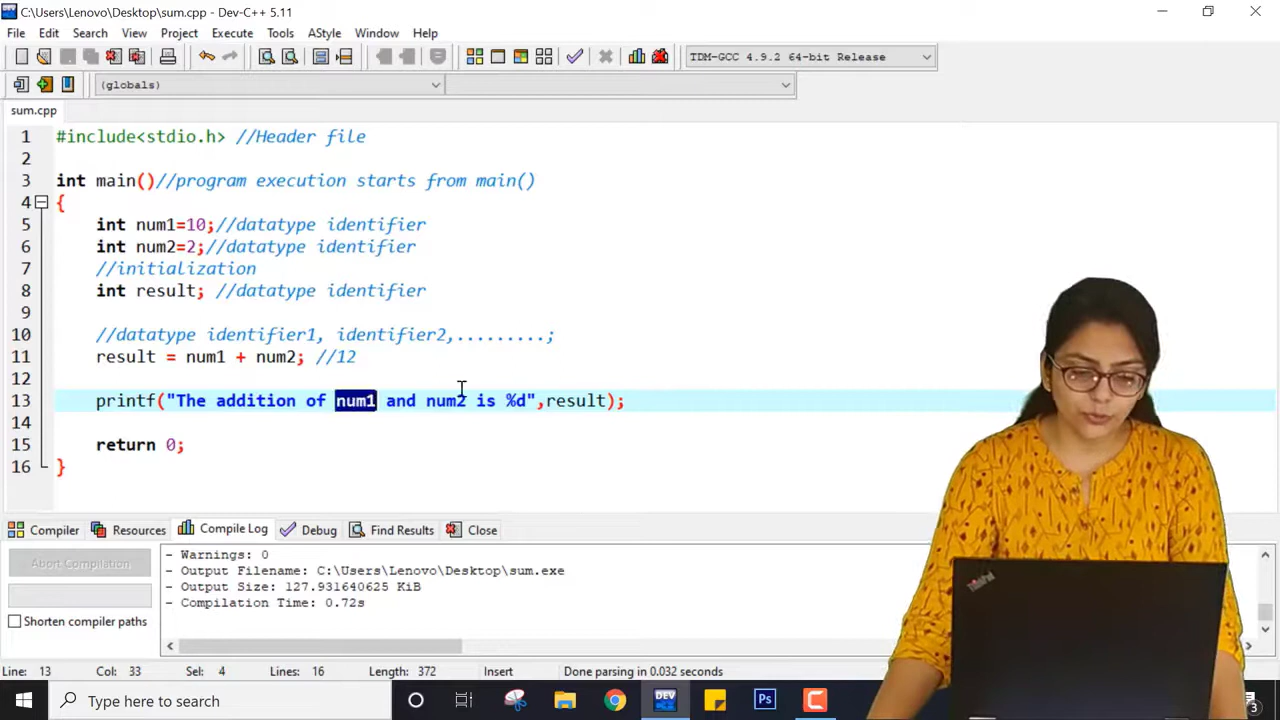 C:\Users\Lenovo\Desktop\sum.cpp - Dev-C++ 5.11
File Edit Search View Project Execute Tools AStyle Window Help
TDM-GCC 4.9.2 64-bit Release
(globals)
sum.cpp
1 #include<stdio.h> //Header file
2
3 int main()//program execution starts from main()
4 {
5 int num1=10;//datatype identifier
6 int num2=2;//datatype identifier
7 //initialization
8 int result; //datatype identifier
9
10 //datatype identifier1, identifier2,.........;
11 result = num1 + num2; //12
12
13 printf("The addition of num1 and num2 is %d",result);
14
15 return 0;
16 }
Compiler Resources Compile Log Debug Find Results Close
Abort Compilation
- Warnings: 0
- Output Filename: C:\Users\Lenovo\Desktop\sum.exe
- Output Size: 127.931640625 KiB
- Compilation Time: 0.72s
Shorten compiler paths
Line: 13 Col: 33 Sel: 4 Lines: 16 Length: 372 Insert Done parsing in 0.032 seconds
Type here to search
DEV
Ps
3
ThinkPad